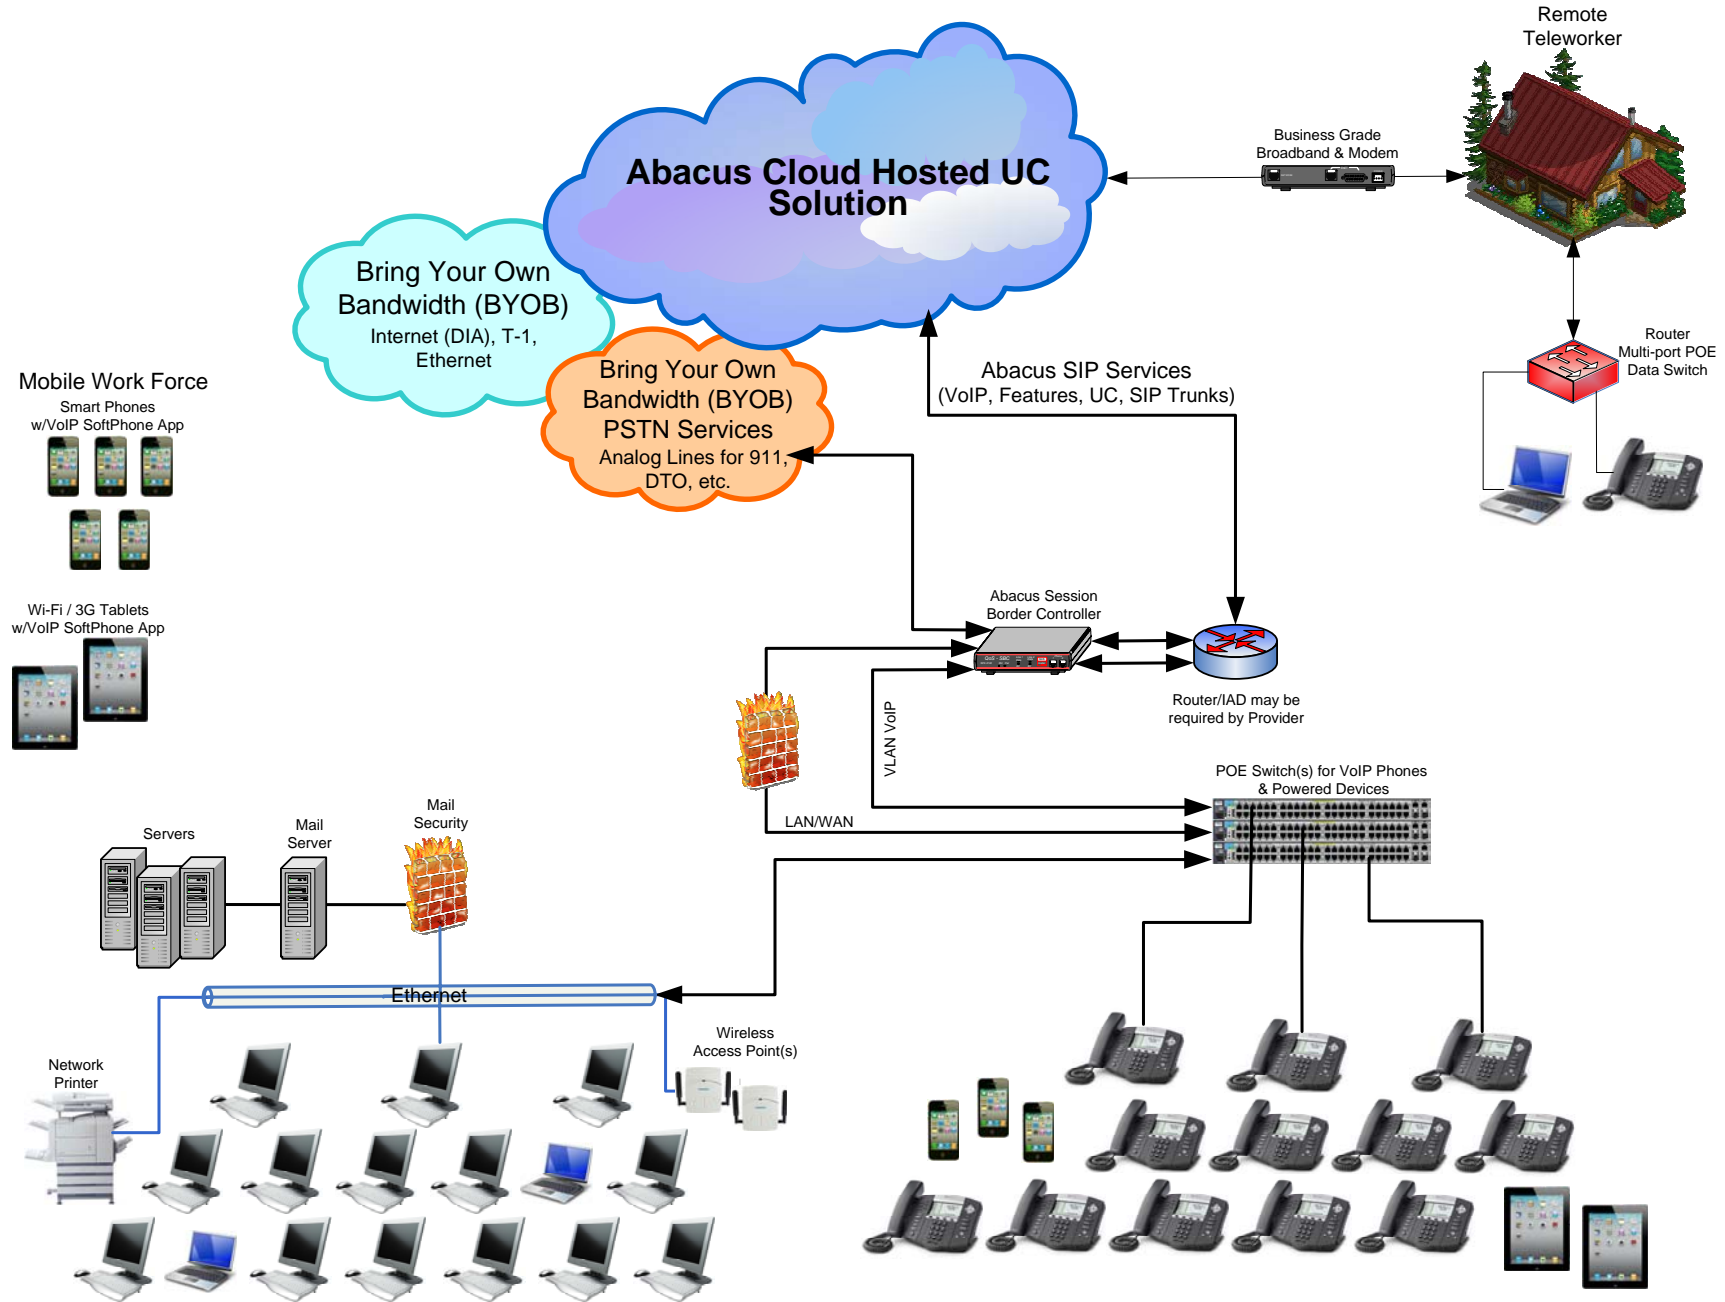 Remote
Teleworker
Business Grade
Broadband & Modem
Abacus Cloud Hosted UC
Solution
Bring Your Own
Bandwidth (BYOB)
Internet (DIA), T-1,
Ethernet
Bring Your Own
Bandwidth (BYOB)
PSTN Services
Analog Lines for 911,
DTO, etc.
Abacus SIP Services
(VoIP, Features, UC, SIP Trunks)
Router
Multi-port POE
Data Switch
Mobile Work Force
Smart Phones
w/VoIP SoftPhone App
Wi-Fi / 3G Tablets
w/VoIP SoftPhone App
Abacus Session
Border Controller
QoS - SBC
Router/IAD may be
required by Provider
VLAN VoIP
LAN/WAN
POE Switch(s) for VoIP Phones
& Powered Devices
Servers
Mail
Server
Mail
Security
Ethernet
Wireless
Access Point(s)
Network
Printer